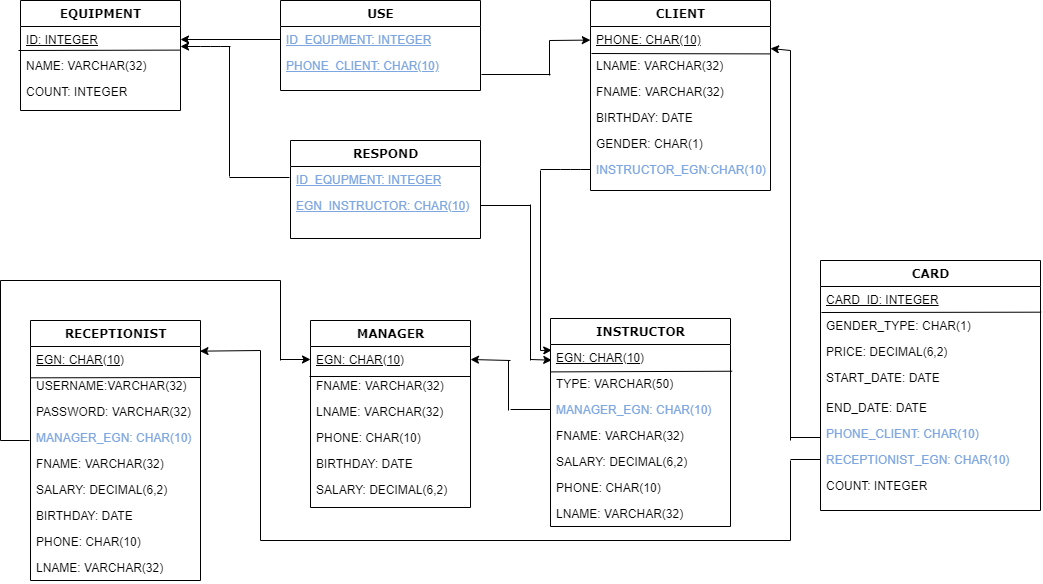 EQUIPMENT
ID: INTEGER
NAME: VARCHAR(32)
COUNT: INTEGER
USE
ID_EQUPMENT: INTEGER
PHONE_CLIENT: CHAR(10)
CLIENT
PHONE: CHAR(10)
LNAME: VARCHAR(32)
FNAME: VARCHAR(32)
BIRTHDAY: DATE
GENDER: CHAR(1)
INSTRUCTOR_EGN:CHAR(10)
RESPOND
ID_EQUPMENT: INTEGER
EGN_INSTRUCTOR: CHAR(10)
RECEPTIONIST
EGN: CHAR(10)
USERNAME:VARCHAR(32)
PASSWORD: VARCHAR(32)
MANAGER_EGN: CHAR(10)
FNAME: VARCHAR(32)
SALARY: DECIMAL(6,2)
BIRTHDAY: DATE
PHONE: CHAR(10)
LNAME: VARCHAR(32)
MANAGER
EGN: CHAR(10)
FNAME: VARCHAR(32)
LNAME: VARCHAR(32)
PHONE: CHAR(10)
BIRTHDAY: DATE
SALARY: DECIMAL(6,2)
INSTRUCTOR
EGN: CHAR(10)
TYPE: VARCHAR(50)
MANAGER_EGN: CHAR(10)
FNAME: VARCHAR(32)
SALARY: DECIMAL(6,2)
PHONE: CHAR(10)
LNAME: VARCHAR(32)
CARD
CARD_ID: INTEGER
GENDER_TYPE: CHAR(1)
PRICE: DECIMAL(6,2)
START_DATE: DATE
END_DATE: DATE
PHONE_CLIENT: CHAR(10)
RECEPTIONIST_EGN: CHAR(10)
COUNT: INTEGER